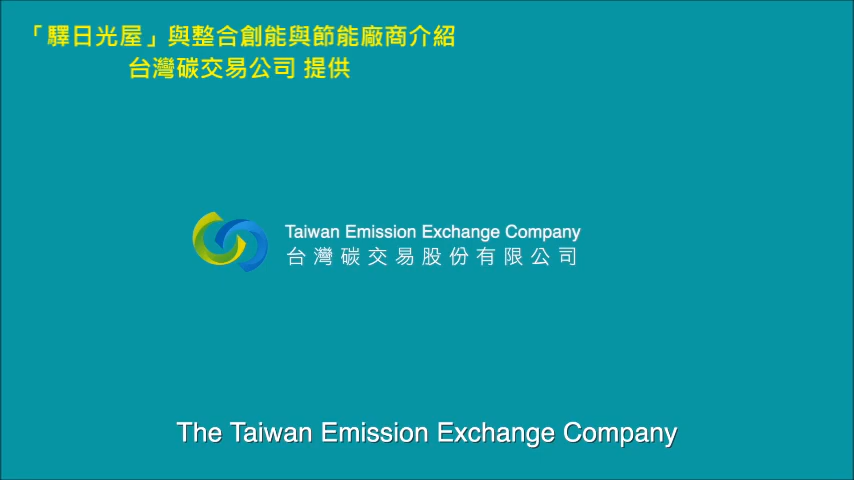 「驛日光屋」與整合創能與節能廠商介紹
台灣碳交易公司 提供
Taiwan Emission Exchange Company
台灣碳交易股份有限公司
The Taiwan Emission Exchange Company